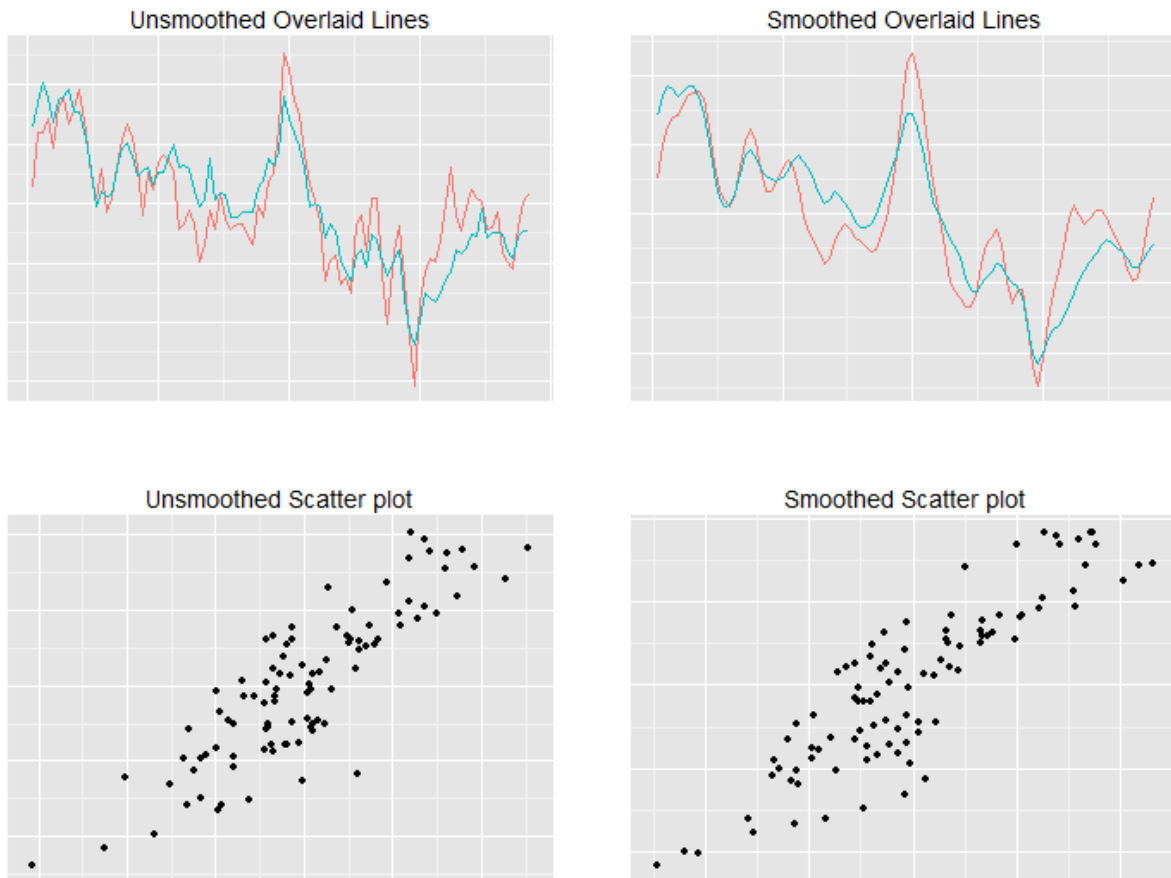 Unsmoothed Overlaid Lines
Smoothed Overlaid Lines
Unsmoothed Scatter plot
Smoothed Scatter plot